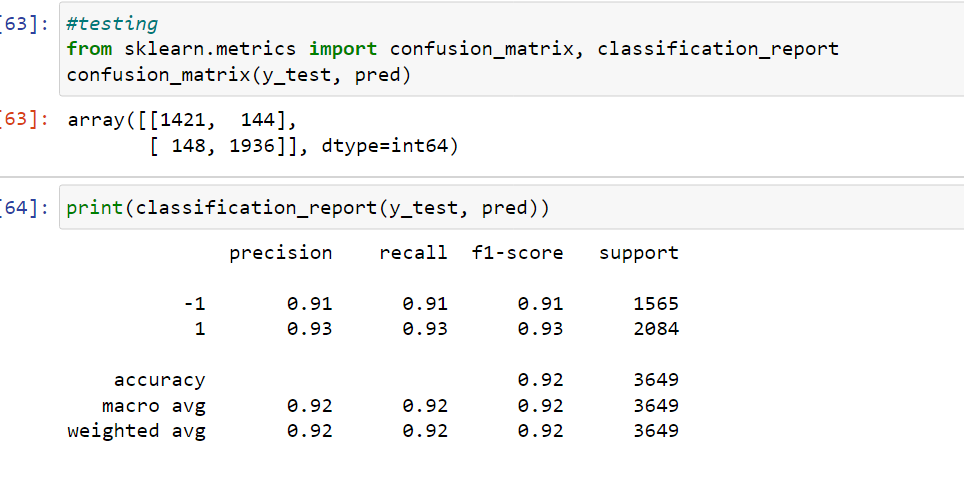 [63]: #testing
from sklearn.metrics import confusion_matrix, classification_report
confusion_matrix(y_test, pred)
[63]: array([[1421,  144],
       [ 148, 1936]], dtype=int64)
[64]: print(classification_report(y_test, pred))
              precision    recall  f1-score   support
          -1       0.91      0.91      0.91      1565
           1       0.93      0.93      0.93      2084
    accuracy                           0.92      3649
   macro avg       0.92      0.92      0.92      3649
weighted avg       0.92      0.92      0.92      3649